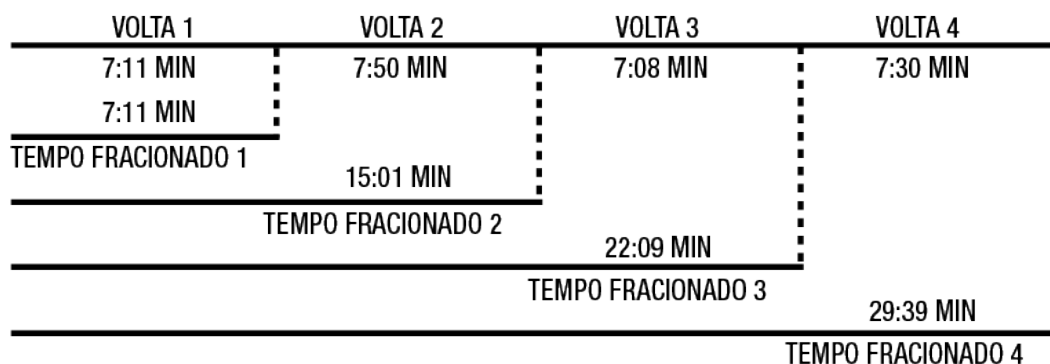 VOLTA 1 VOLTA 2 VOLTA 3 VOLTA 4
7:11 MIN 7:50 MIN 7:08 MIN 7:30 MIN
7:11 MIN
TEMPO FRACIONADO 1
15:01 MIN
TEMPO FRACIONADO 2
22:09 MIN
TEMPO FRACIONADO 3
29:39 MIN
TEMPO FRACIONADO 4